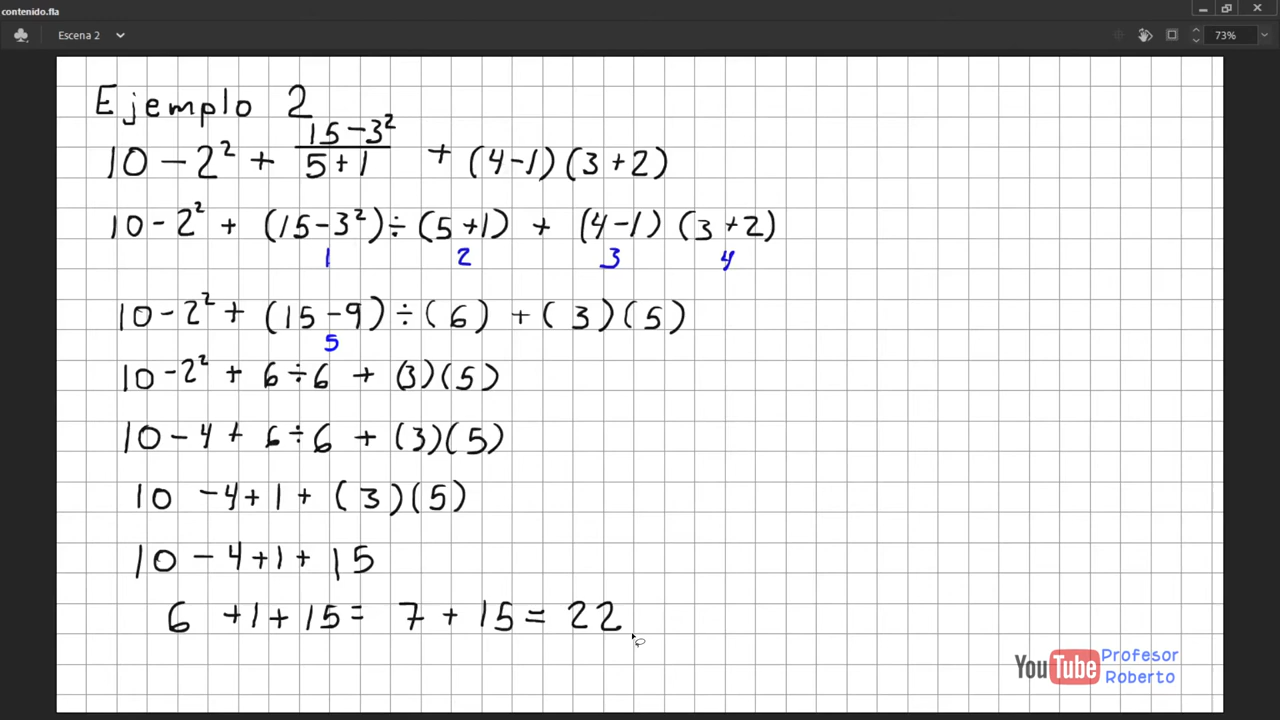 contenido.fla
Escena 2
73%
Ejemplo 2
10 - 2² + (15 - 3²)/(5 + 1) + (4-1)(3+2)
10 - 2² + (15-3²) ÷ (5+1) + (4-1) (3+2)
1 2 3 4
10 - 2² + (15 - 9) ÷ ( 6 ) + ( 3 ) ( 5 )
5
10 - 2² + 6 ÷ 6 + (3)(5)
10 - 4 + 6 ÷ 6 + (3)(5)
10 - 4 + 1 + (3)(5)
10 - 4 + 1 + 15
6 + 1 + 15 = 7 + 15 = 22
YouTube Profesor
Roberto